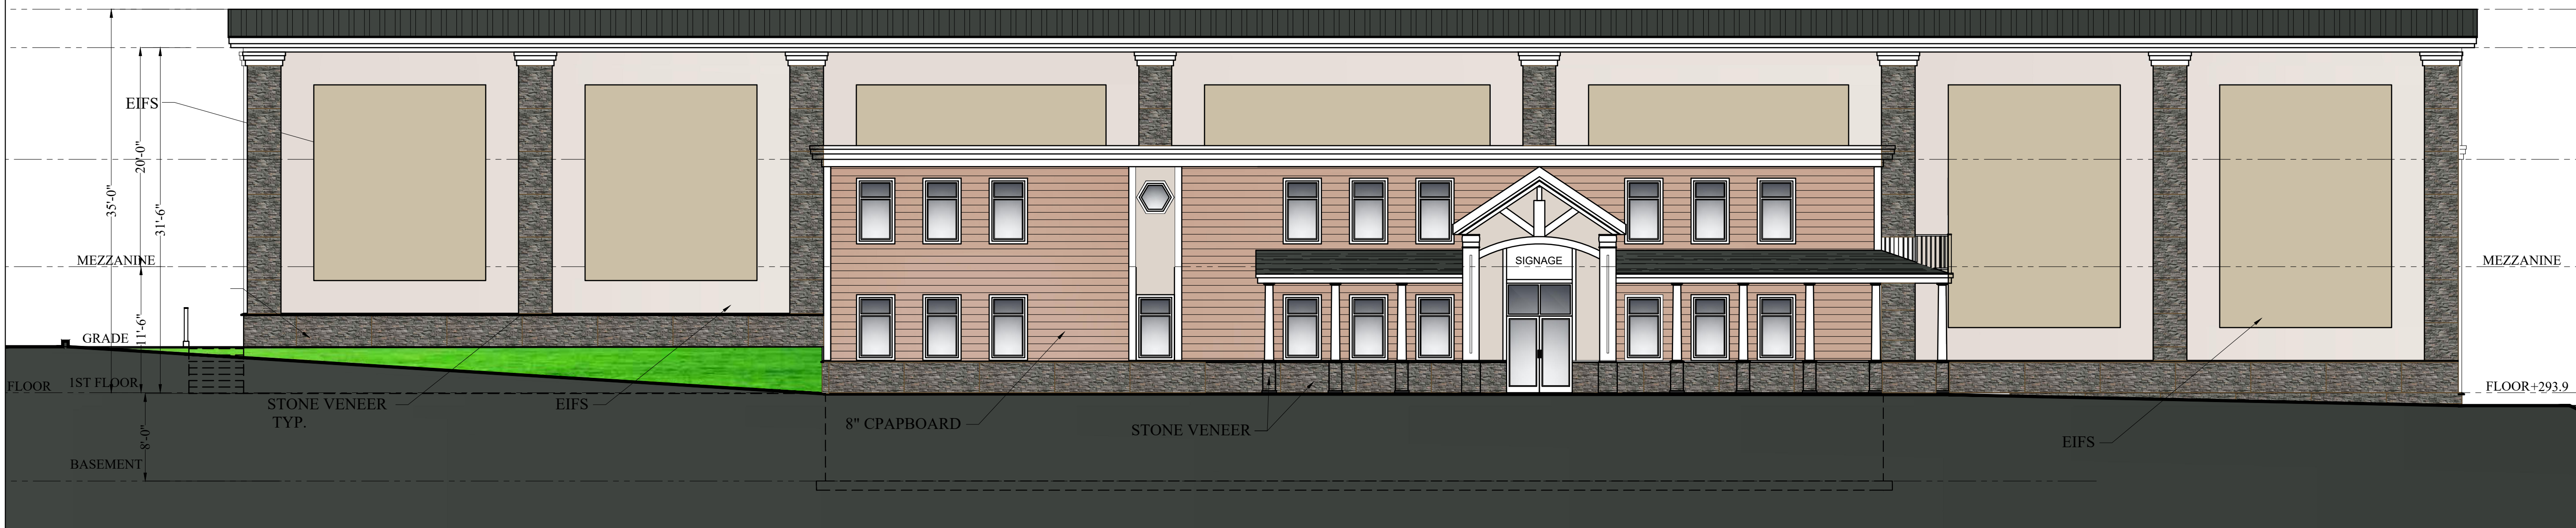 EIFS
20'-0"
35'-0"
31'-6"
SIGNAGE
MEZZANINE
MEZZANINE
11'-6"
GRADE
FLOOR
1ST FLOOR
FLOOR+293.9
STONE VENEER
TYP.
EIFS
8'-0"
8" CPAPBOARD
STONE VENEER
EIFS
BASEMENT